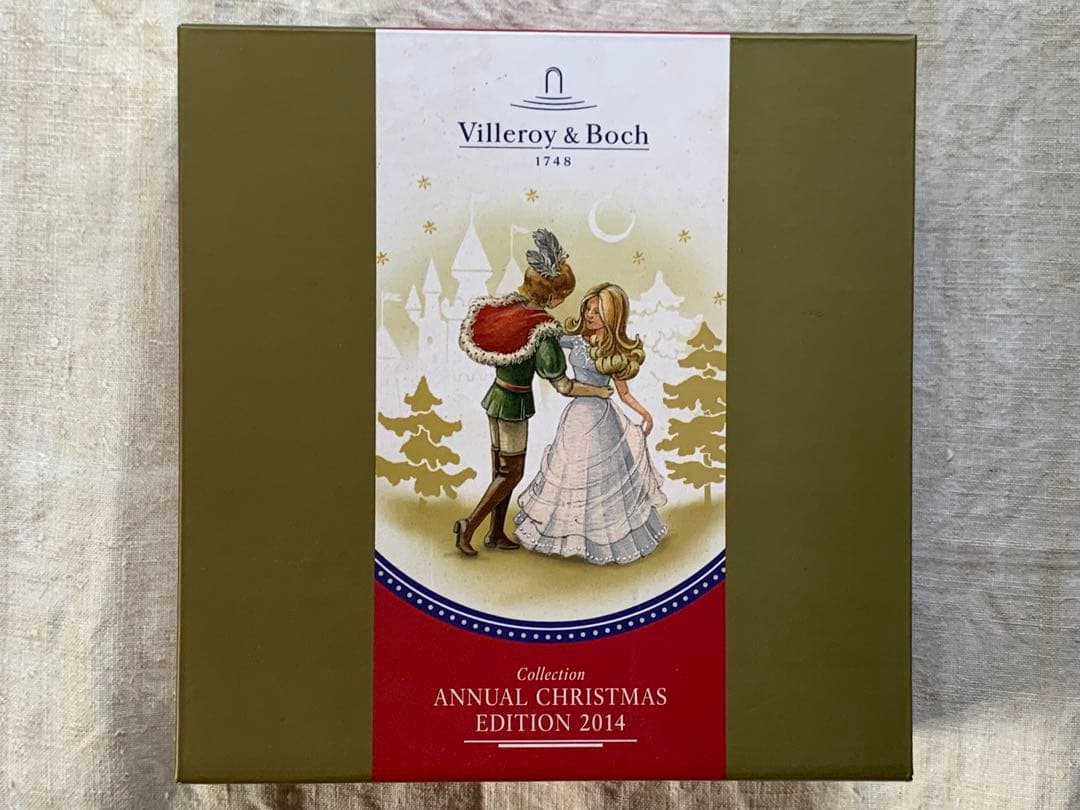 Villeroy & Boch
1748
Collection
ANNUAL CHRISTMAS
EDITION 2014